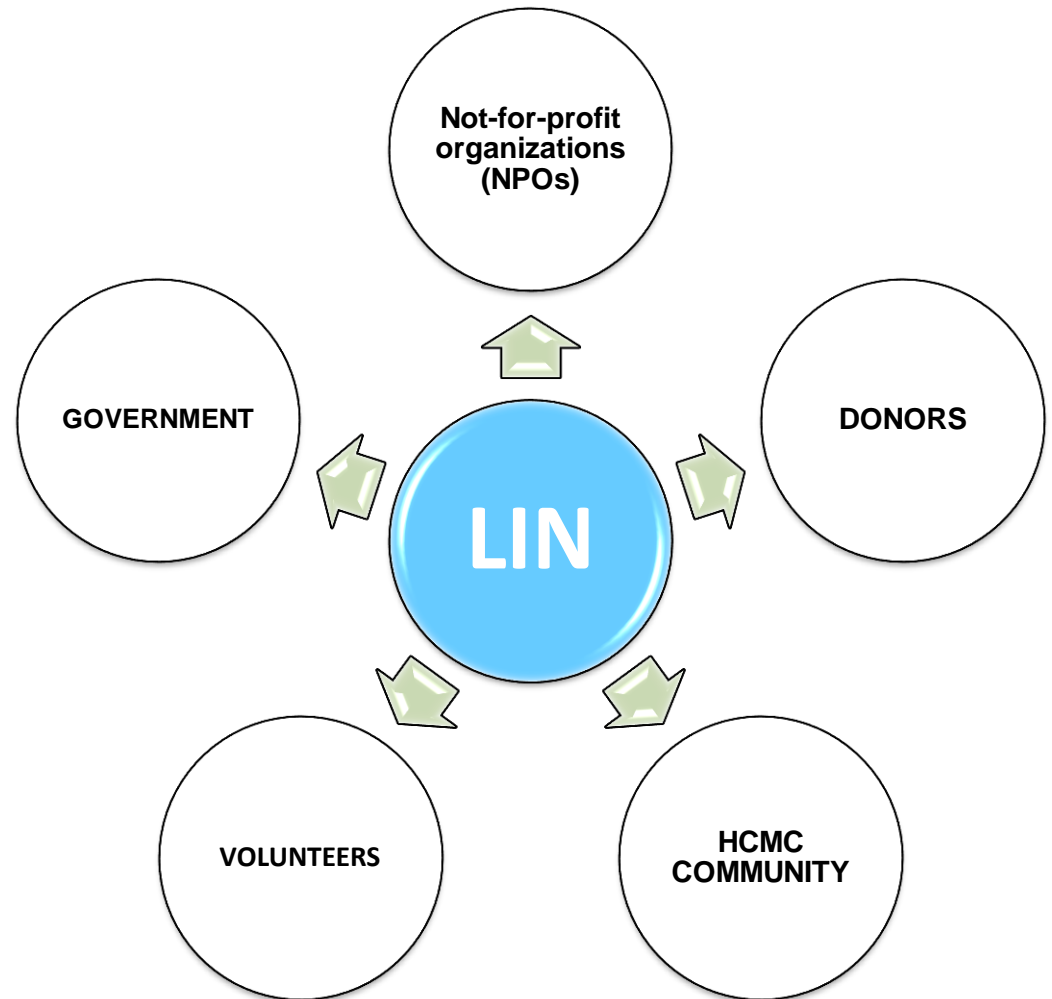 Not-for-profit
organizations
(NPOs)
GOVERNMENT
DONORS
LIN
VOLUNTEERS
HCMC
COMMUNITY